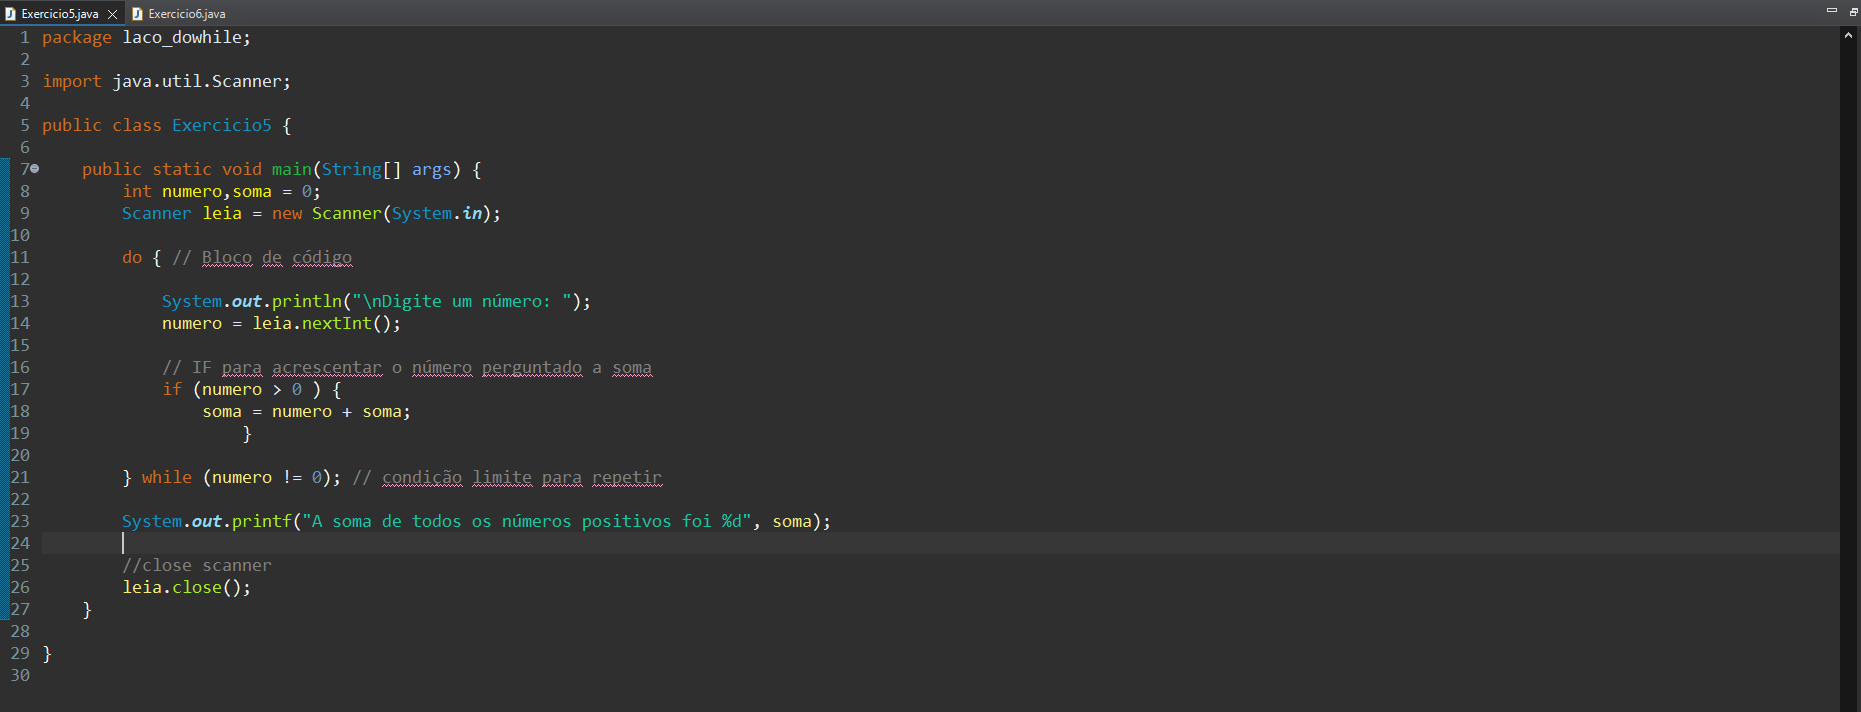 Exercicio5.java Exercicio6.java
1 package laco_dowhile;
2
3 import java.util.Scanner;
4
5 public class Exercicio5 {
6
7     public static void main(String[] args) {
8         int numero,soma = 0;
9         Scanner leia = new Scanner(System.in);
10
11         do { // Bloco de código
12
13             System.out.println("\nDigite um número: ");
14             numero = leia.nextInt();
15
16             // IF para acrescentar o número perguntado a soma
17             if (numero > 0 ) {
18                 soma = numero + soma;
19                     }
20
21         } while (numero != 0); // condição limite para repetir
22
23         System.out.printf("A soma de todos os números positivos foi %d", soma);
24
25         //close scanner
26         leia.close();
27     }
28
29 }
30